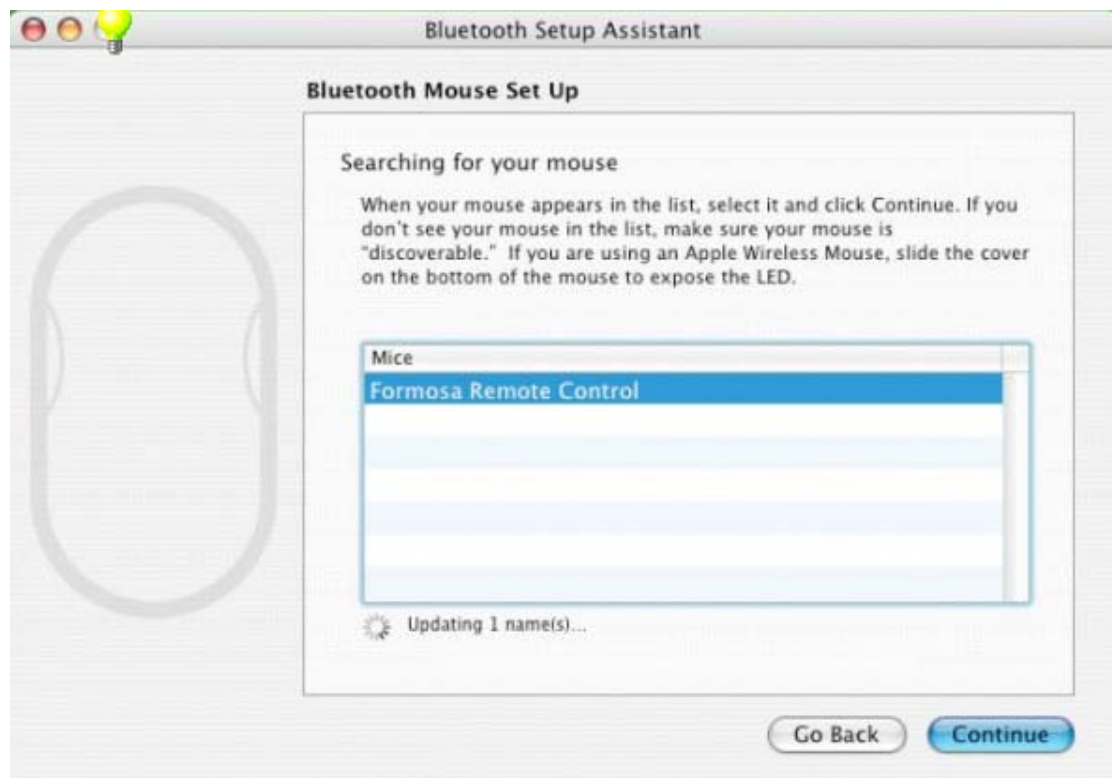 Bluetooth Setup Assistant
Bluetooth Mouse Set Up
Searching for your mouse
When your mouse appears in the list, select it and click Continue. If you
don't see your mouse in the list, make sure your mouse is
"discoverable." If you are using an Apple Wireless Mouse, slide the cover
on the bottom of the mouse to expose the LED.
Mice
Formosa Remote Control
Updating 1 name(s)...
Go Back
Continue